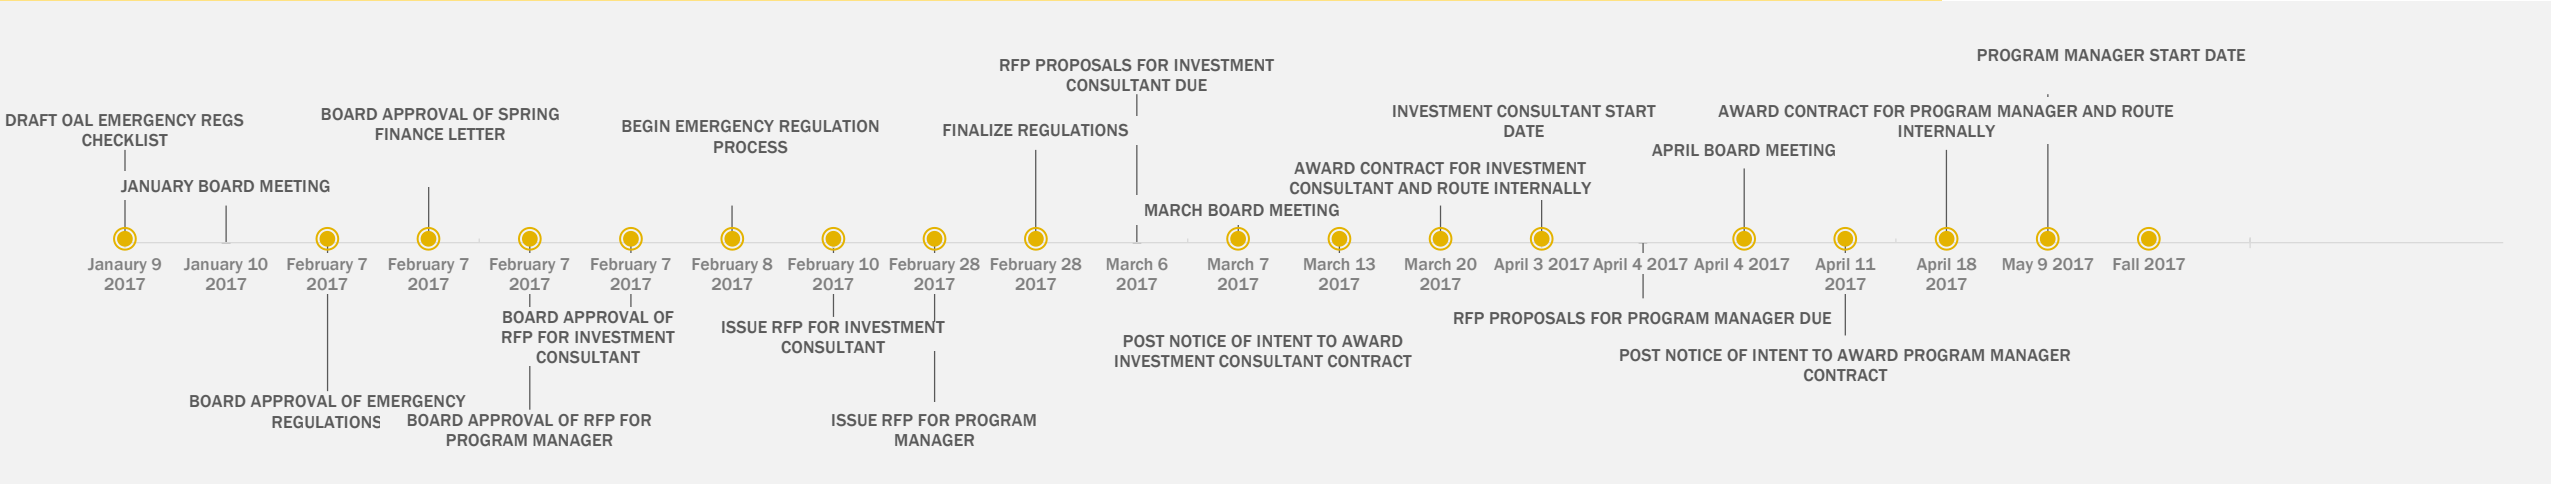 PROGRAM MANAGER START DATE
RFP PROPOSALS FOR INVESTMENT
CONSULTANT DUE
DRAFT OAL EMERGENCY REGS
CHECKLIST
BOARD APPROVAL OF SPRING
FINANCE LETTER
BEGIN EMERGENCY REGULATION
PROCESS
FINALIZE REGULATIONS
INVESTMENT CONSULTANT START
DATE
AWARD CONTRACT FOR PROGRAM MANAGER AND ROUTE
INTERNALLY
APRIL BOARD MEETING
AWARD CONTRACT FOR INVESTMENT
CONSULTANT AND ROUTE INTERNALLY
JANUARY BOARD MEETING
MARCH BOARD MEETING
Janaury 9
2017
January 10
2017
February 7
2017
February 7
2017
February 7
2017
February 7
2017
February 8
2017
February 10
2017
February 28
2017
February 28
2017
March 6
2017
March 7
2017
March 13
2017
March 20
2017
April 3 2017
April 4 2017
April 4 2017
April 11
2017
April 18
2017
May 9 2017
Fall 2017
BOARD APPROVAL OF
RFP FOR INVESTMENT
CONSULTANT
ISSUE RFP FOR INVESTMENT
CONSULTANT
RFP PROPOSALS FOR PROGRAM MANAGER DUE
POST NOTICE OF INTENT TO AWARD
INVESTMENT CONSULTANT CONTRACT
POST NOTICE OF INTENT TO AWARD PROGRAM MANAGER
CONTRACT
BOARD APPROVAL OF EMERGENCY
REGULATIONS
BOARD APPROVAL OF RFP FOR
PROGRAM MANAGER
ISSUE RFP FOR PROGRAM
MANAGER